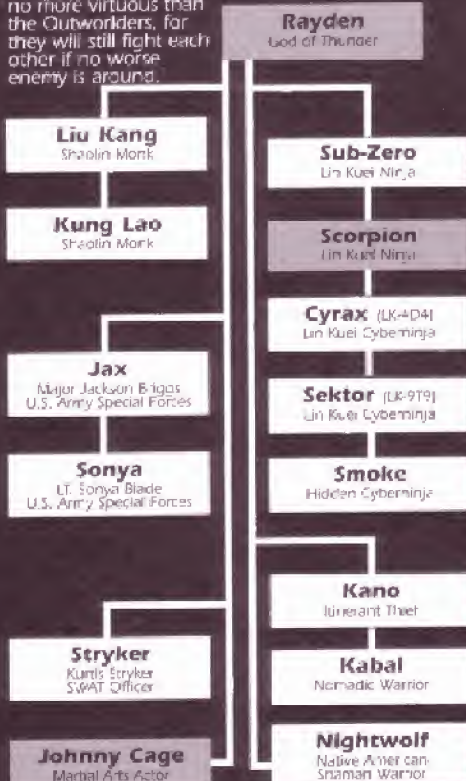 no more virtuous than
the Outworlders, for
they will still fight each
other if no worse
enemy is around.
Rayden
God of Thunder
Liu Kang
Shaolin Monk
Kung Lao
Shaolin Monk
Jax
Major Jackson Briggs
U.S. Army Special Forces
Sonya
LT. Sonya Blade
U.S. Army Special Forces
Stryker
Kurtis Stryker
SWAT Officer
Johnny Cage
Martial Arts Actor
Sub-Zero
Lin Kuei Ninja
Scorpion
Lin Kuei Ninja
Cyrax (LK-4D4)
Lin Kuei Cyberninja
Sektor (LK-9T9)
Lin Kuei Cyberninja
Smoke
Hidden Cyberninja
Kano
Itinerant Thief
Kabal
Nomadic Warrior
Nightwolf
Native American
Shaman Warrior